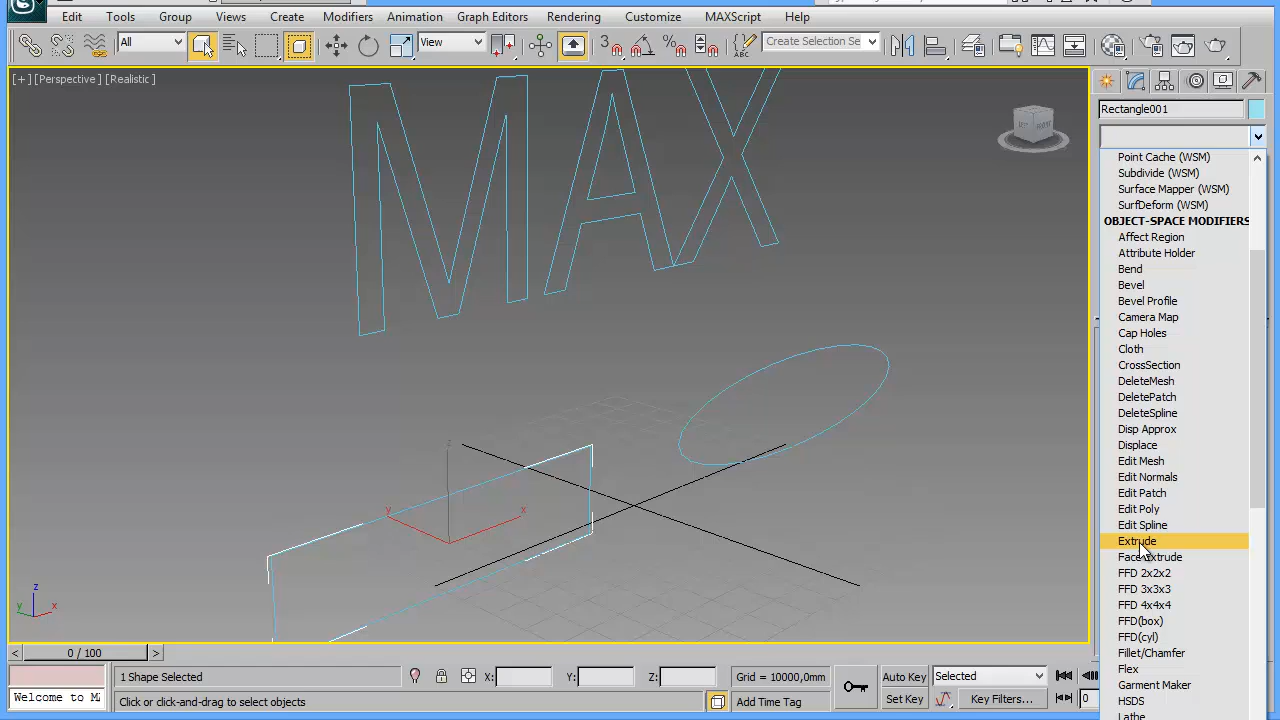 Edit Tools Group Views Create Modifiers Animation Graph Editors Rendering Customize MAXScript Help
All View 3 % ABC Create Selection Se
[+] [Perspective] [Realistic]
Rectangle001
MAX
Point Cache (WSM)
Subdivide (WSM)
Surface Mapper (WSM)
SurfDeform (WSM)
OBJECT-SPACE MODIFIERS
Affect Region
Attribute Holder
Bend
Bevel
Bevel Profile
Camera Map
Cap Holes
Cloth
CrossSection
DeleteMesh
DeletePatch
DeleteSpline
Disp Approx
Displace
Edit Mesh
Edit Normals
Edit Patch
Edit Poly
Edit Spline
Extrude
Face Extrude
FFD 2x2x2
FFD 3x3x3
FFD 4x4x4
FFD(box)
FFD(cyl)
Fillet/Chamfer
Flex
Garment Maker
HSDS
Lathe
z
y x
z
y x
< 0 / 100 >
1 Shape Selected X: Y: Z: Grid = 10000,0mm Auto Key Selected
Welcome to M Click or click-and-drag to select objects Add Time Tag Set Key Key Filters... 0